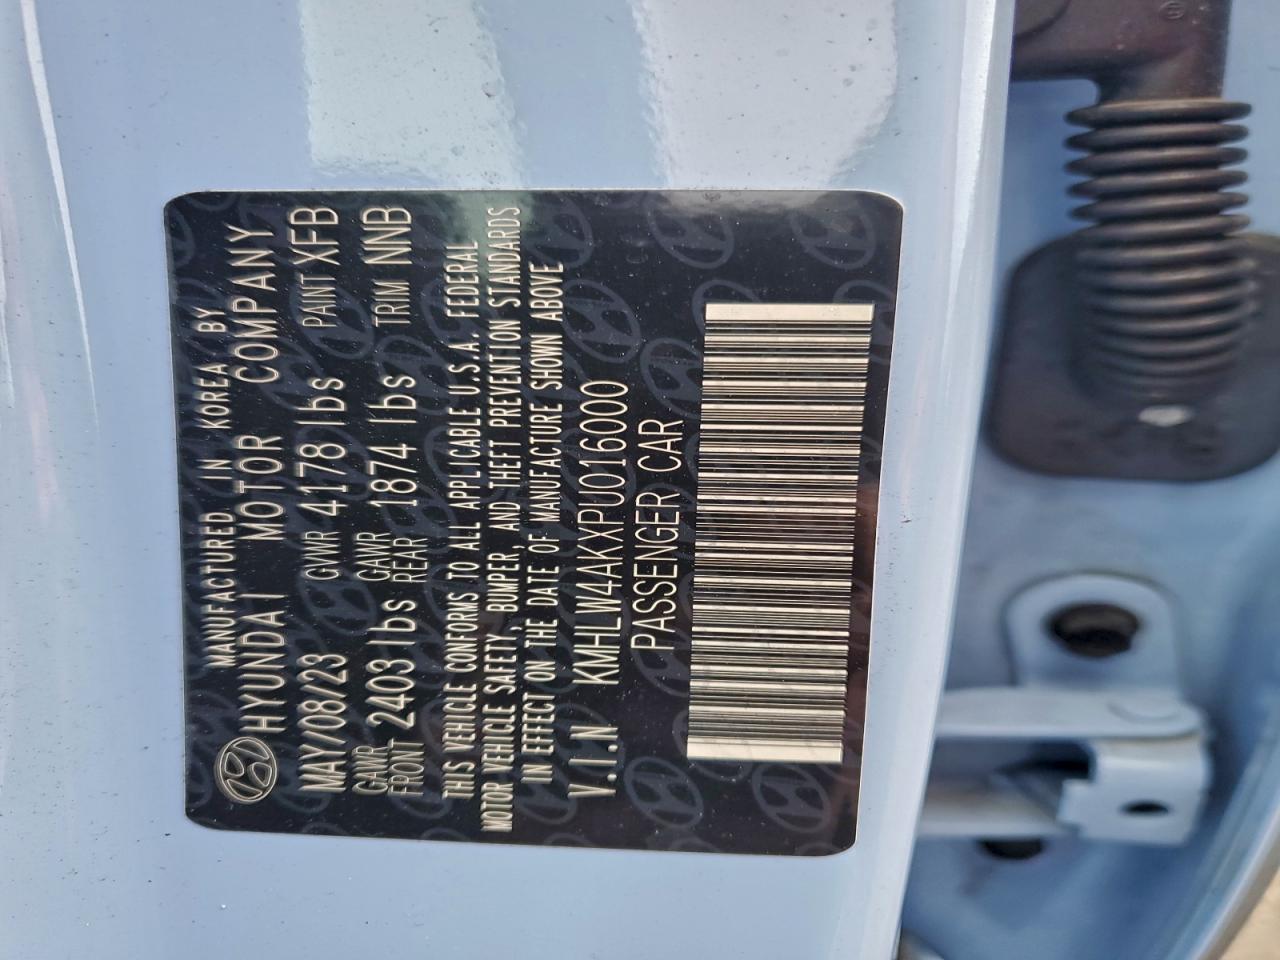 MANUFACTURED IN KOREA BY
HYUNDAI MOTOR COMPANY
MAY/08/23 GVWR 4178 lbs PAINT XFB
GAWR FRONT 2403 lbs GAWR REAR 1874 lbs TRIM NNB
THIS VEHICLE CONFORMS TO ALL APPLICABLE U.S.A. FEDERAL
MOTOR VEHICLE SAFETY, BUMPER, AND THEFT PREVENTION STANDARDS
IN EFFECT ON THE DATE OF MANUFACTURE SHOWN ABOVE
V.I.N KMHLW4AKXPU016000
PASSENGER CAR